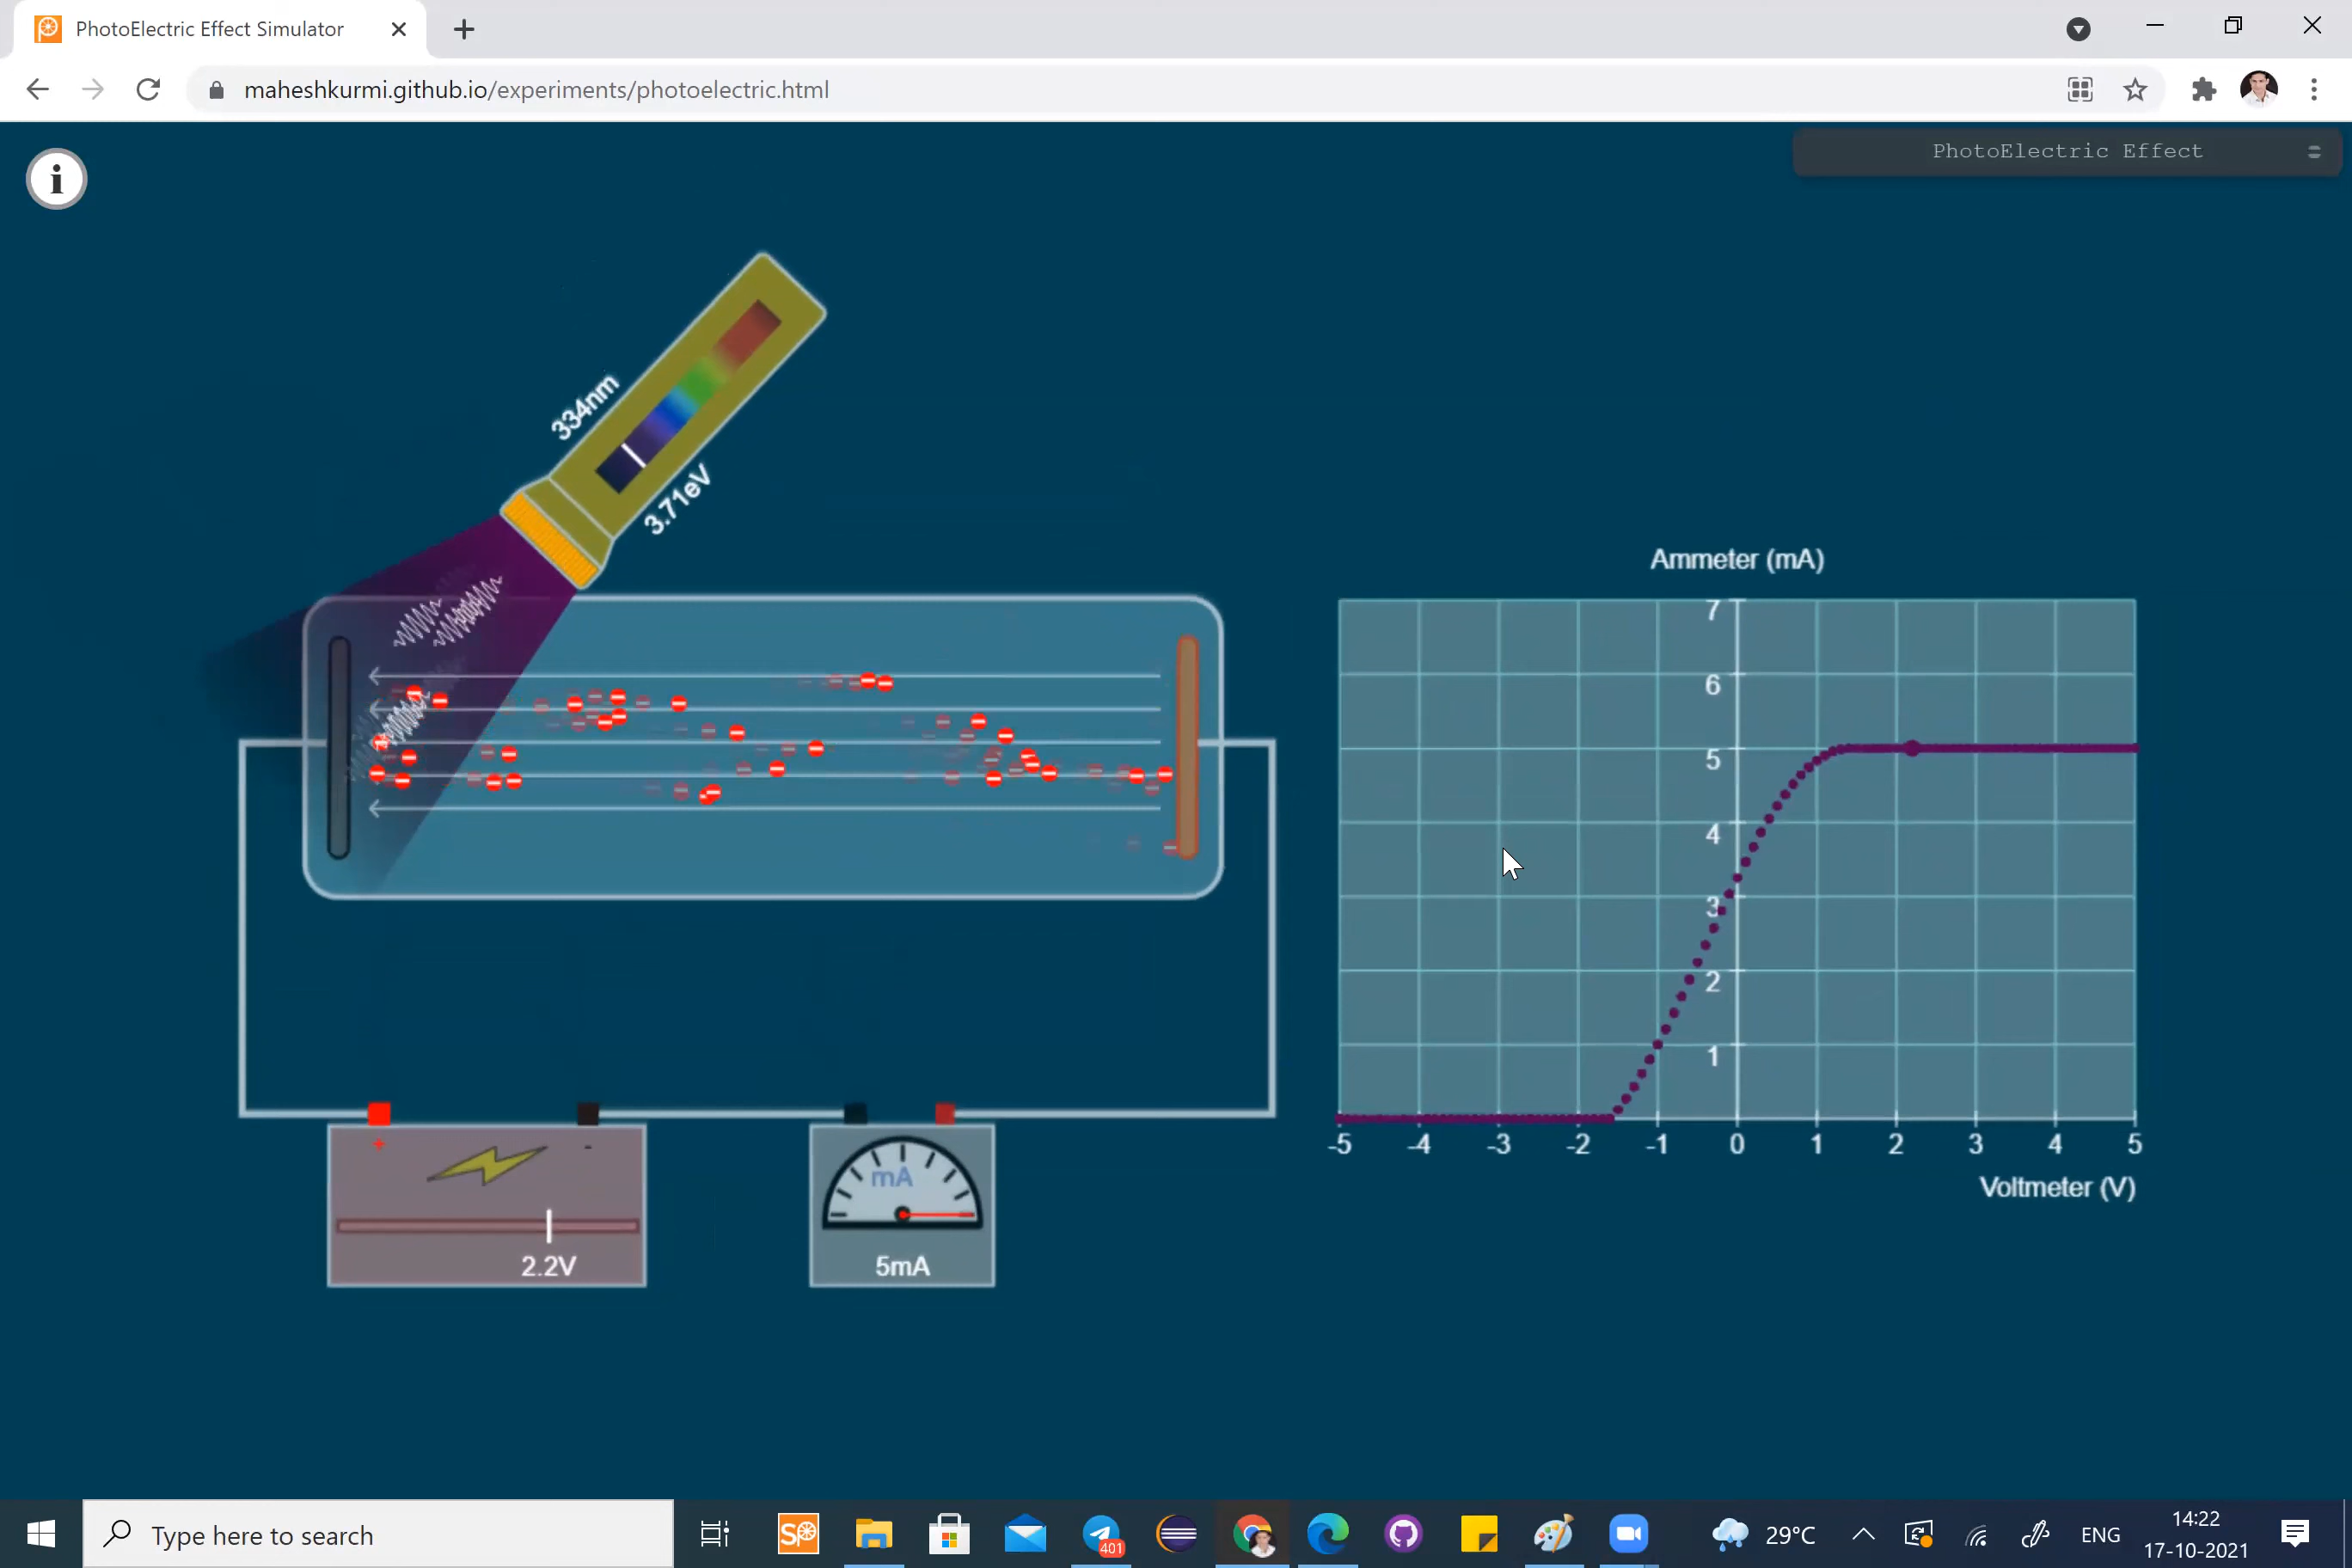 PhotoElectric Effect Simulator
maheshkurmi.github.io/experiments/photoelectric.html
PhotoElectric Effect
i
334nm
3.71eV
Ammeter (mA)
7
6
5
4
3
2
1
-5 -4 -3 -2 -1 0 1 2 3 4 5
Voltmeter (V)
+ -
mA
2.2V
5mA
Type here to search
SP
401
29°C
ENG
14:22
17-10-2021